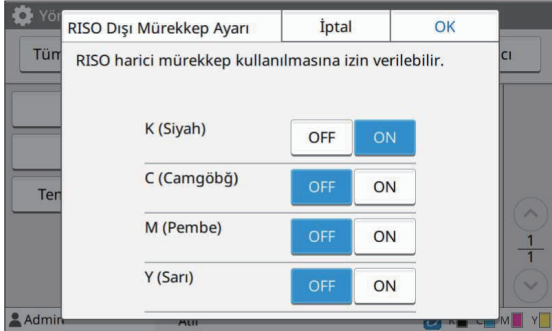 RISO Dışı Mürekkep Ayarı İptal OK
RISO harici mürekkep kullanılmasına izin verilebilir.
K (Siyah) OFF ON
C (Camgöbğ) OFF ON
M (Pembe) OFF ON
Y (Sarı) OFF ON
1
1
Admin
M Y